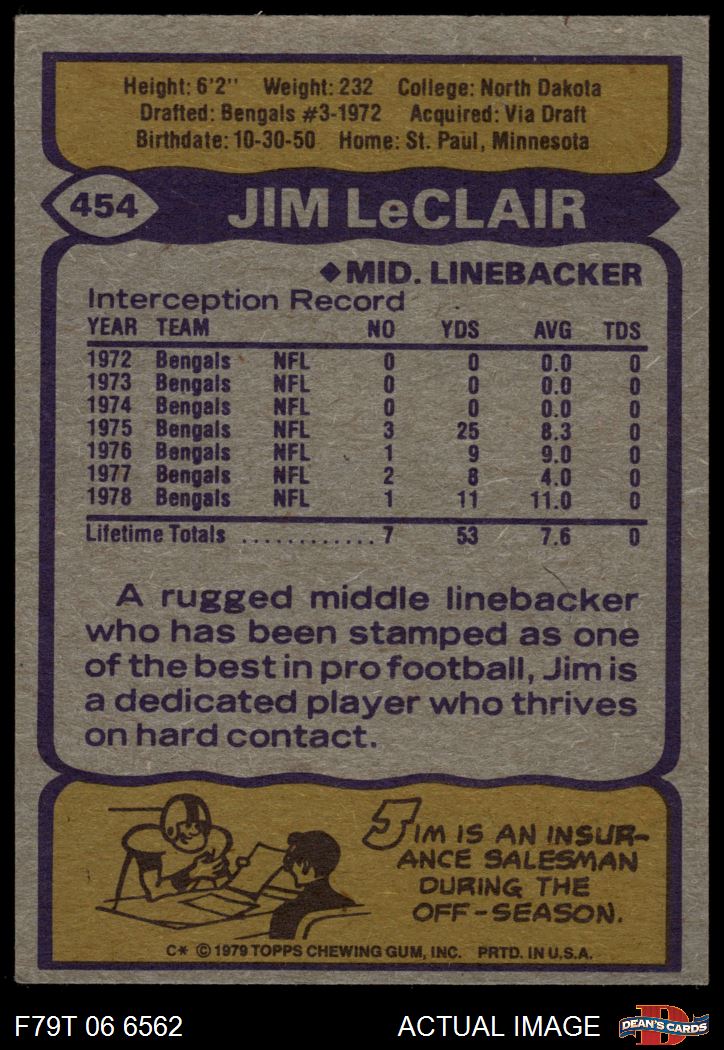 Height: 6'2" Weight: 232 College: North Dakota
Drafted: Bengals #3-1972 Acquired: Via Draft
Birthdate: 10-30-50 Home: St. Paul, Minnesota
454 JIM LeCLAIR
◆MID. LINEBACKER
Interception Record
YEAR TEAM NO YDS AVG TDS
1972 Bengals NFL 0 0 0.0 0
1973 Bengals NFL 0 0 0.0 0
1974 Bengals NFL 0 0 0.0 0
1975 Bengals NFL 3 25 8.3 0
1976 Bengals NFL 1 9 9.0 0
1977 Bengals NFL 2 8 4.0 0
1978 Bengals NFL 1 11 11.0 0
Lifetime Totals ............ 7 53 7.6 0
A rugged middle linebacker
who has been stamped as one
of the best in pro football, Jim is
a dedicated player who thrives
on hard contact.
JIM IS AN INSUR-
ANCE SALESMAN
DURING THE
OFF-SEASON.
C* © 1979 TOPPS CHEWING GUM, INC. PRTD. IN U.S.A.
F79T 06 6562 ACTUAL IMAGE D DEAN'S CARDS